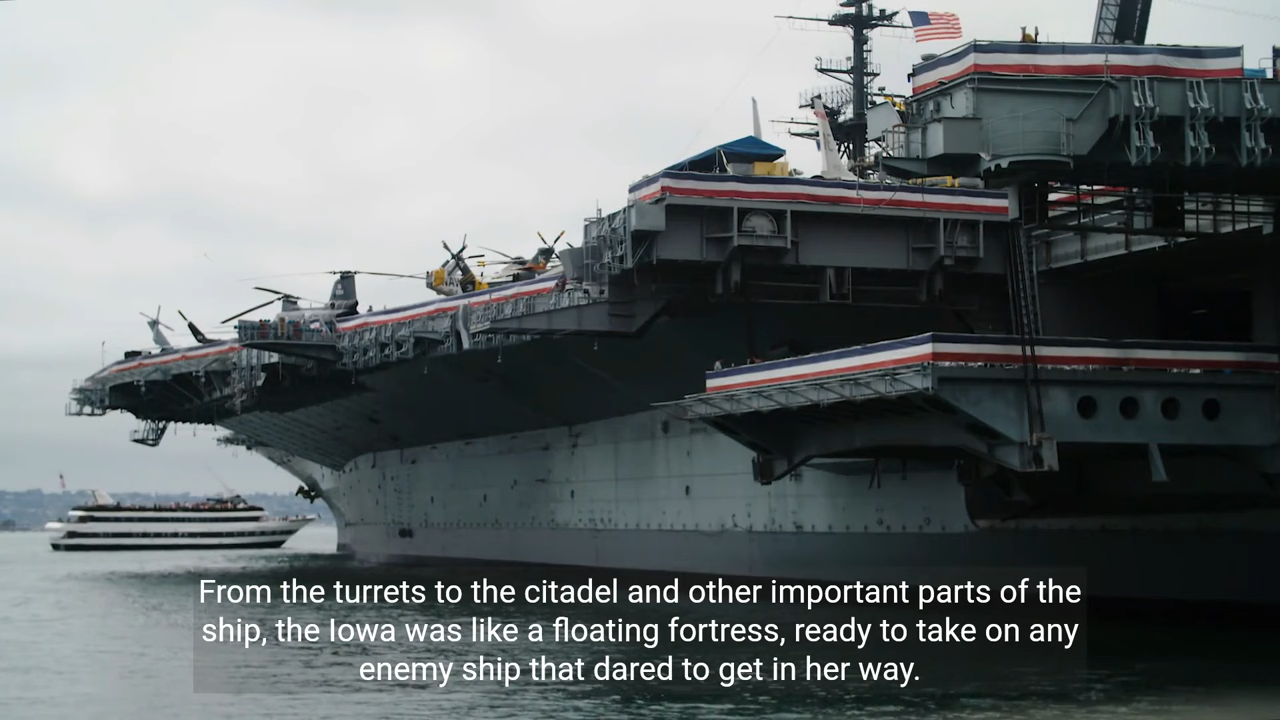 From the turrets to the citadel and other important parts of the
ship, the Iowa was like a floating fortress, ready to take on any
enemy ship that dared to get in her way.